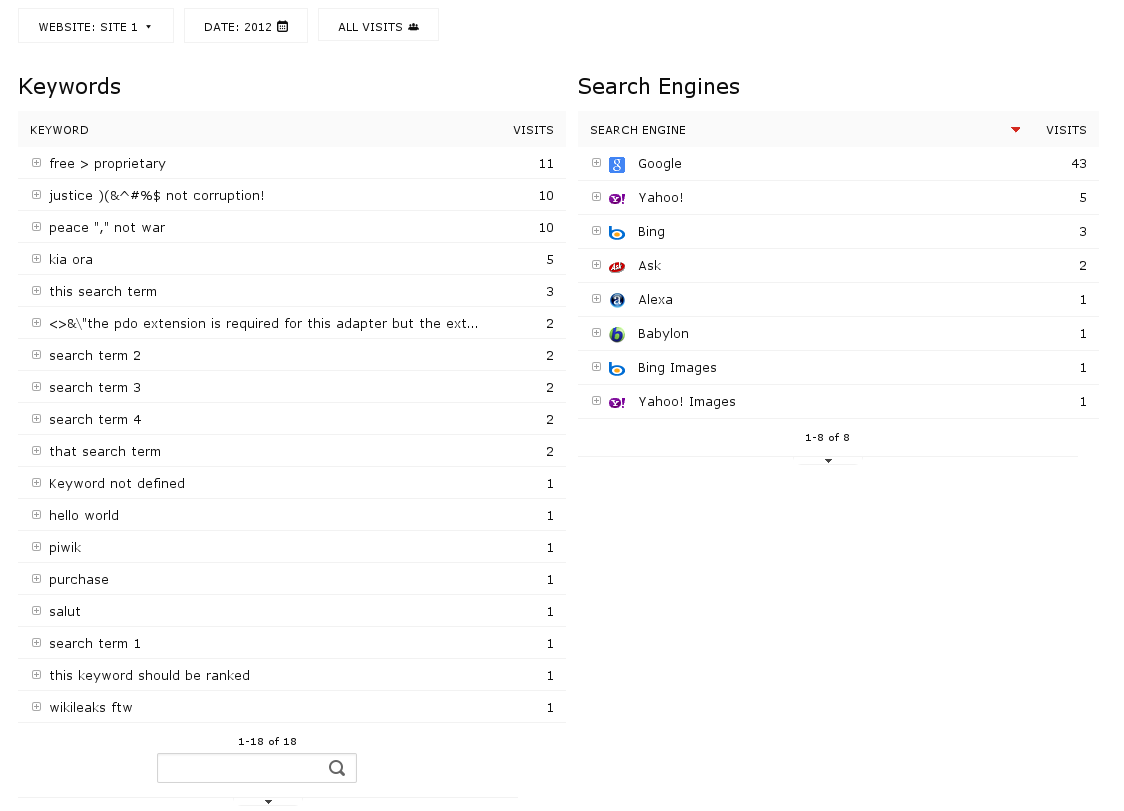 WEBSITE: SITE 1
DATE: 2012
ALL VISITS
Keywords
KEYWORD VISITS
free > proprietary 11
justice )(&^#%$ not corruption! 10
peace "," not war 10
kia ora 5
this search term 3
<>&\"the pdo extension is required for this adapter but the ext... 2
search term 2 2
search term 3 2
search term 4 2
that search term 2
Keyword not defined 1
hello world 1
piwik 1
purchase 1
salut 1
search term 1 1
this keyword should be ranked 1
wikileaks ftw 1
1-18 of 18
Search Engines
SEARCH ENGINE VISITS
Google 43
Yahoo! 5
Bing 3
Ask 2
Alexa 1
Babylon 1
Bing Images 1
Yahoo! Images 1
1-8 of 8